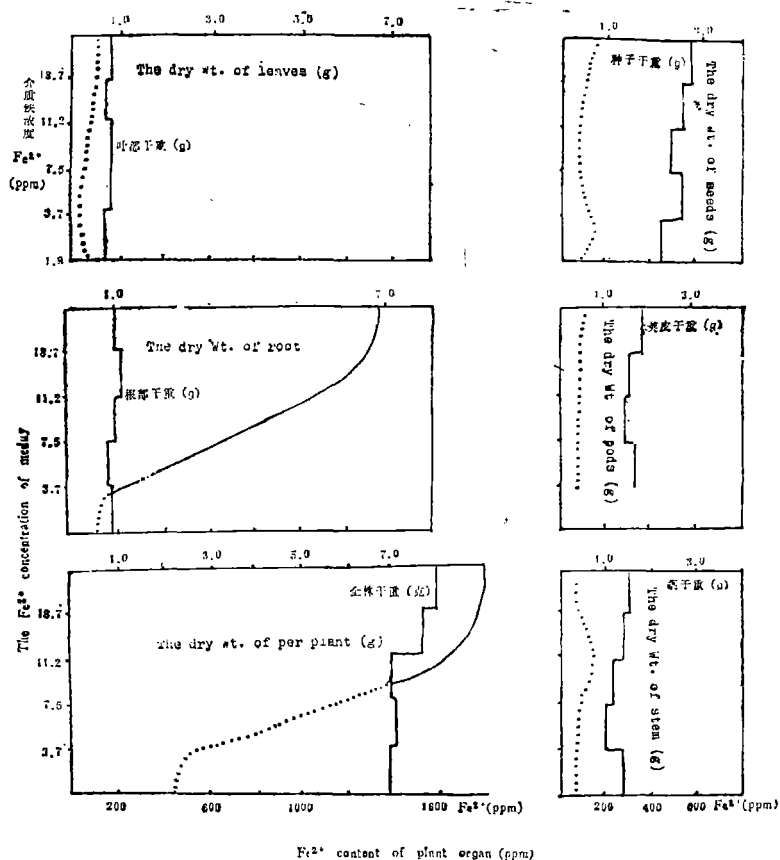 1.0 3.0 5.0 7.0
18.7
11.2
7.5
3.7
1.9
介质铁浓度
Fe²⁺
(ppm)
The dry wt. of leaves (g)
叶部干重 (g)
1.0 2.0
种子干重 (g)
The dry wt. of seeds (g)
1.0 7.0
18.7
11.2
7.5
3.7
The dry Wt. of root
根部干重 (g)
1.0 2.0
荚皮干重 (g)
The dry wt of pods (g)
The Fe²⁺ concentration of meduy
1.0 3.0 5.0 7.0
18.7
11.2
7.5
3.7
全株干重 (克)
The dry Wt. of per plant (g)
200 600 1000 1600 Fe²⁺(ppm)
1.0 3.0
茎干重 (g)
The dry Wt. of stem (g)
200 400 600 Fe²⁺(ppm)
Fe²⁺ content of plant organ (ppm)